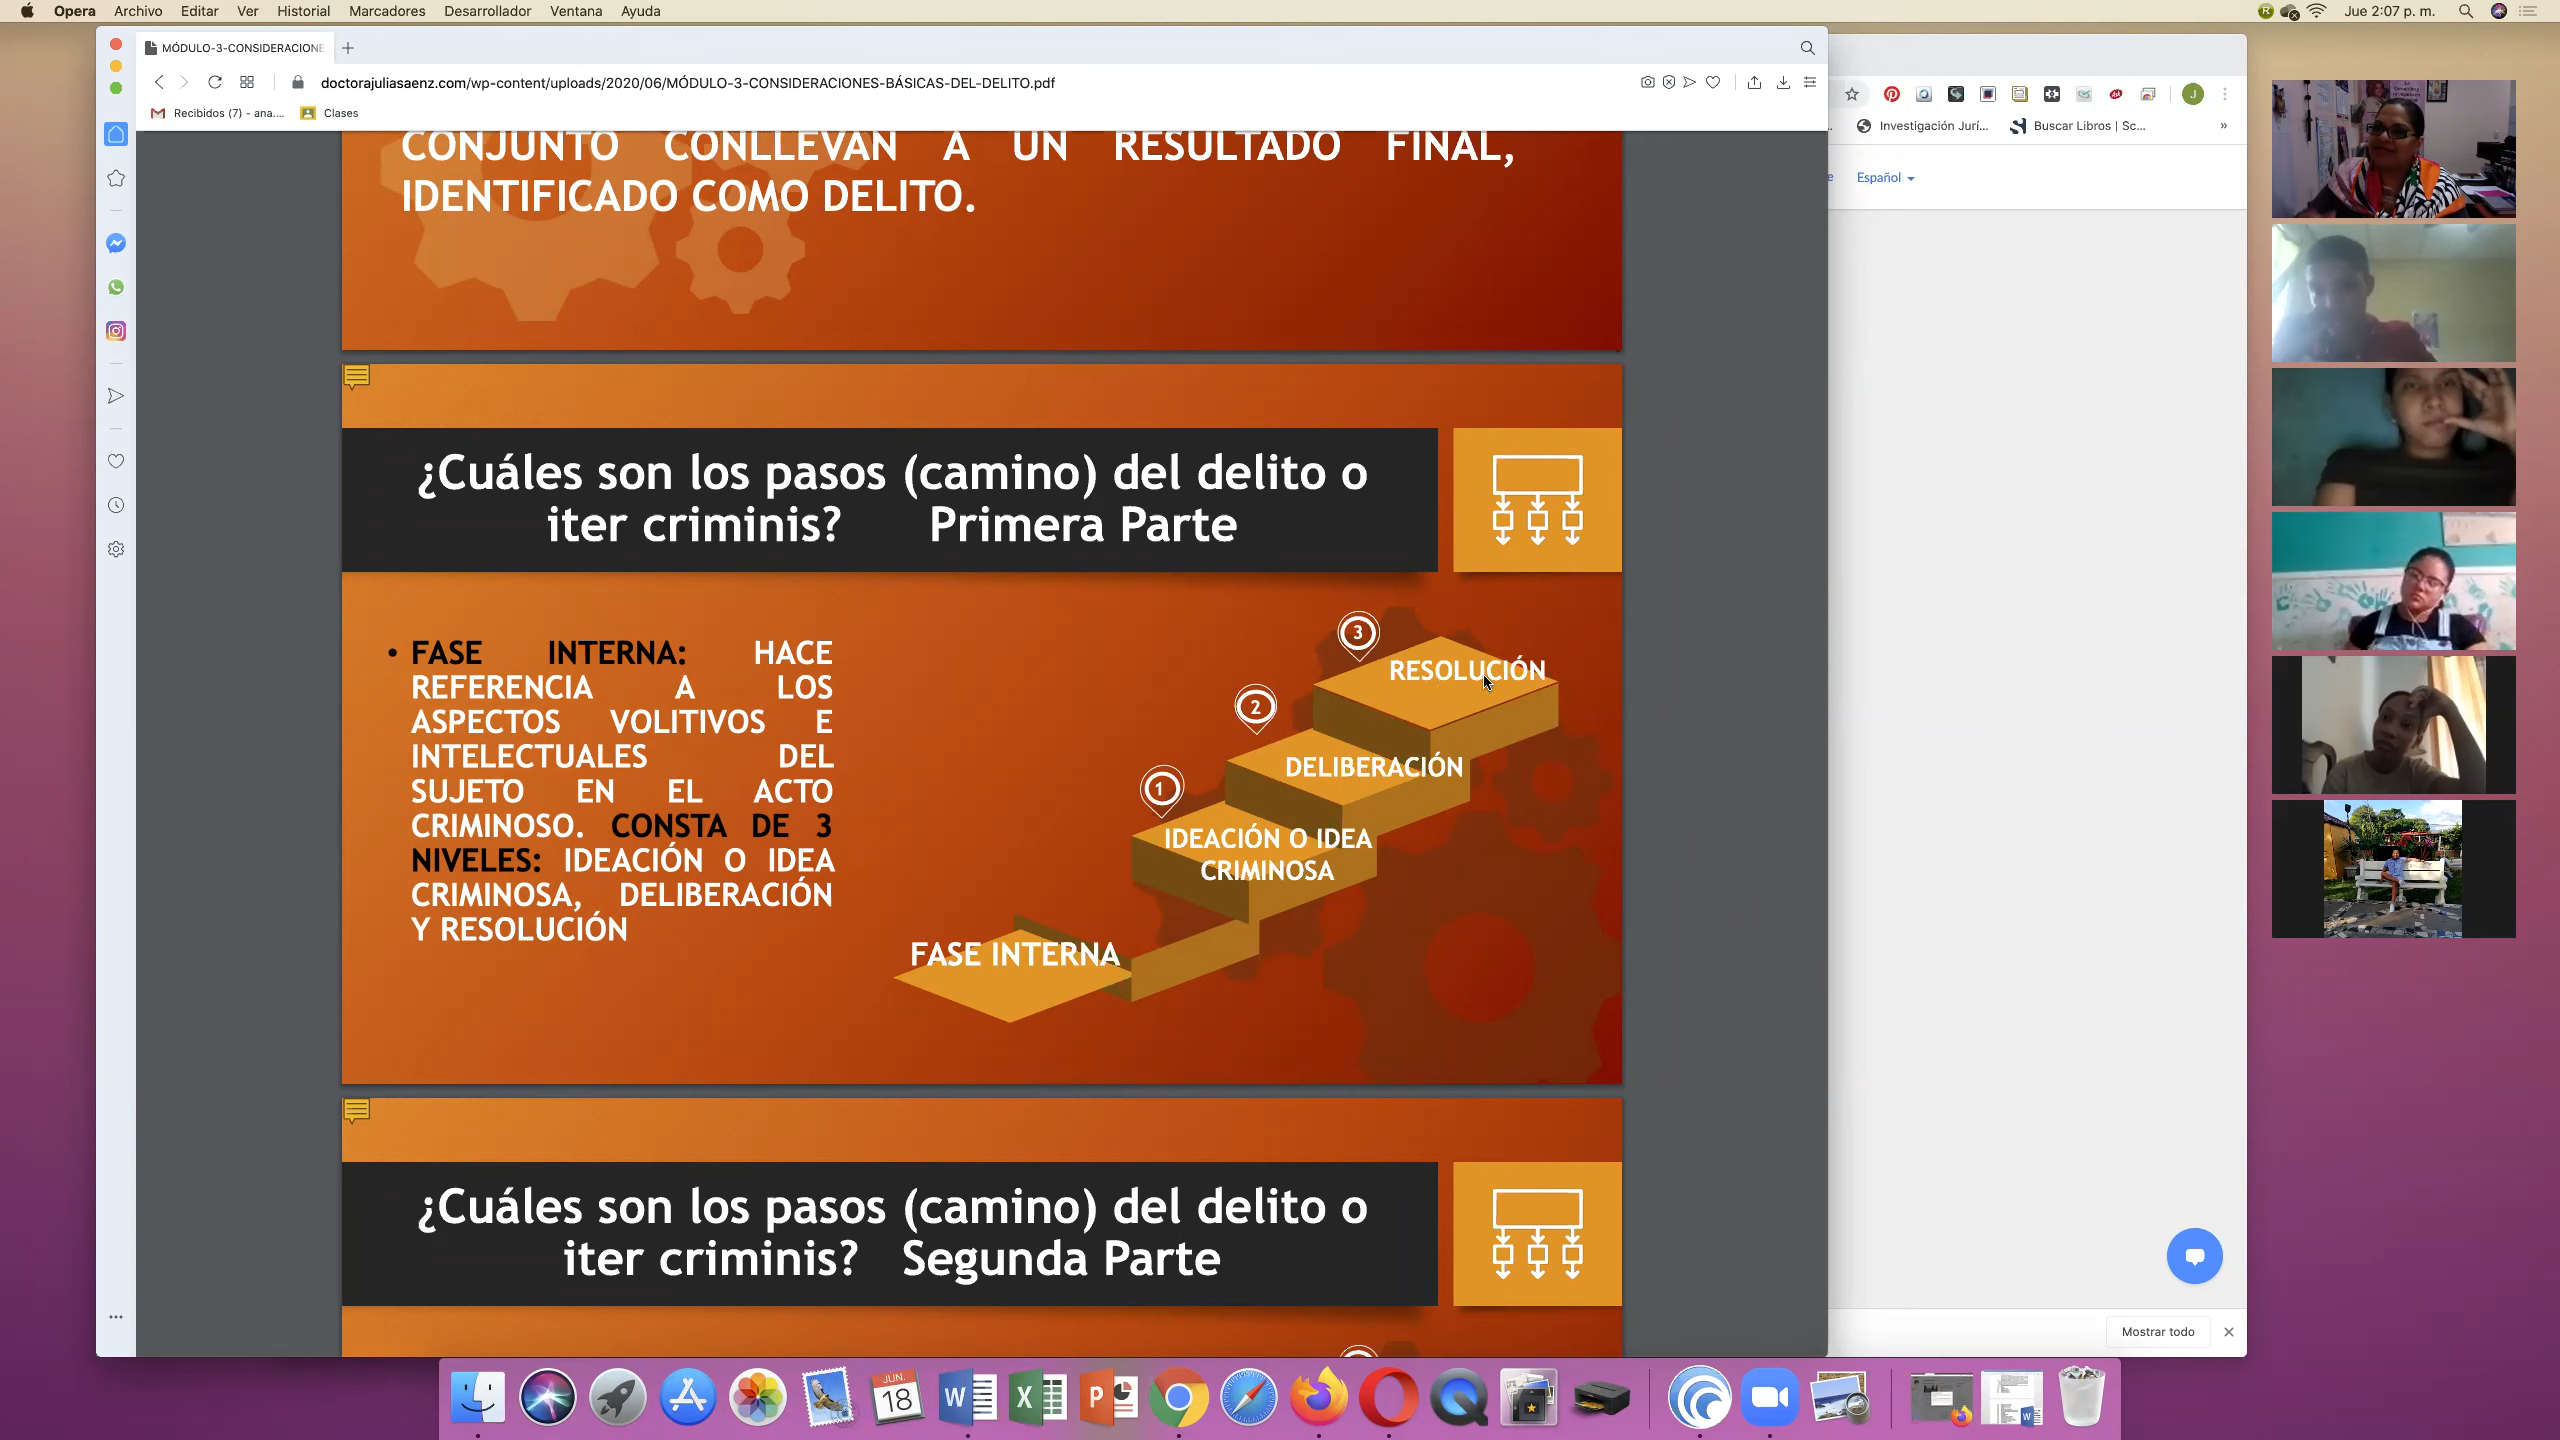 Opera Archivo Editar Ver Historial Marcadores Desarrollador Ventana Ayuda
Jue 2:07 p. m.
MÓDULO-3-CONSIDERACIONE
doctorajuliasaenz.com/wp-content/uploads/2020/06/MÓDULO-3-CONSIDERACIONES-BÁSICAS-DEL-DELITO.pdf
Recibidos (7) - ana.... Clases
J
Investigación Jurí... Buscar Libros | Sc... »
Español
CONJUNTO CONLLEVAN A UN RESULTADO FINAL,
IDENTIFICADO COMO DELITO.
¿Cuáles son los pasos (camino) del delito o
iter criminis? Primera Parte
• FASE INTERNA: HACE
REFERENCIA A LOS
ASPECTOS VOLITIVOS E
INTELECTUALES DEL
SUJETO EN EL ACTO
CRIMINOSO. CONSTA DE 3
NIVELES: IDEACIÓN O IDEA
CRIMINOSA, DELIBERACIÓN
Y RESOLUCIÓN
3
RESOLUCIÓN
2
DELIBERACIÓN
1
IDEACIÓN O IDEA
CRIMINOSA
FASE INTERNA
¿Cuáles son los pasos (camino) del delito o
iter criminis? Segunda Parte
Mostrar todo
JUN.
18
W
X
P